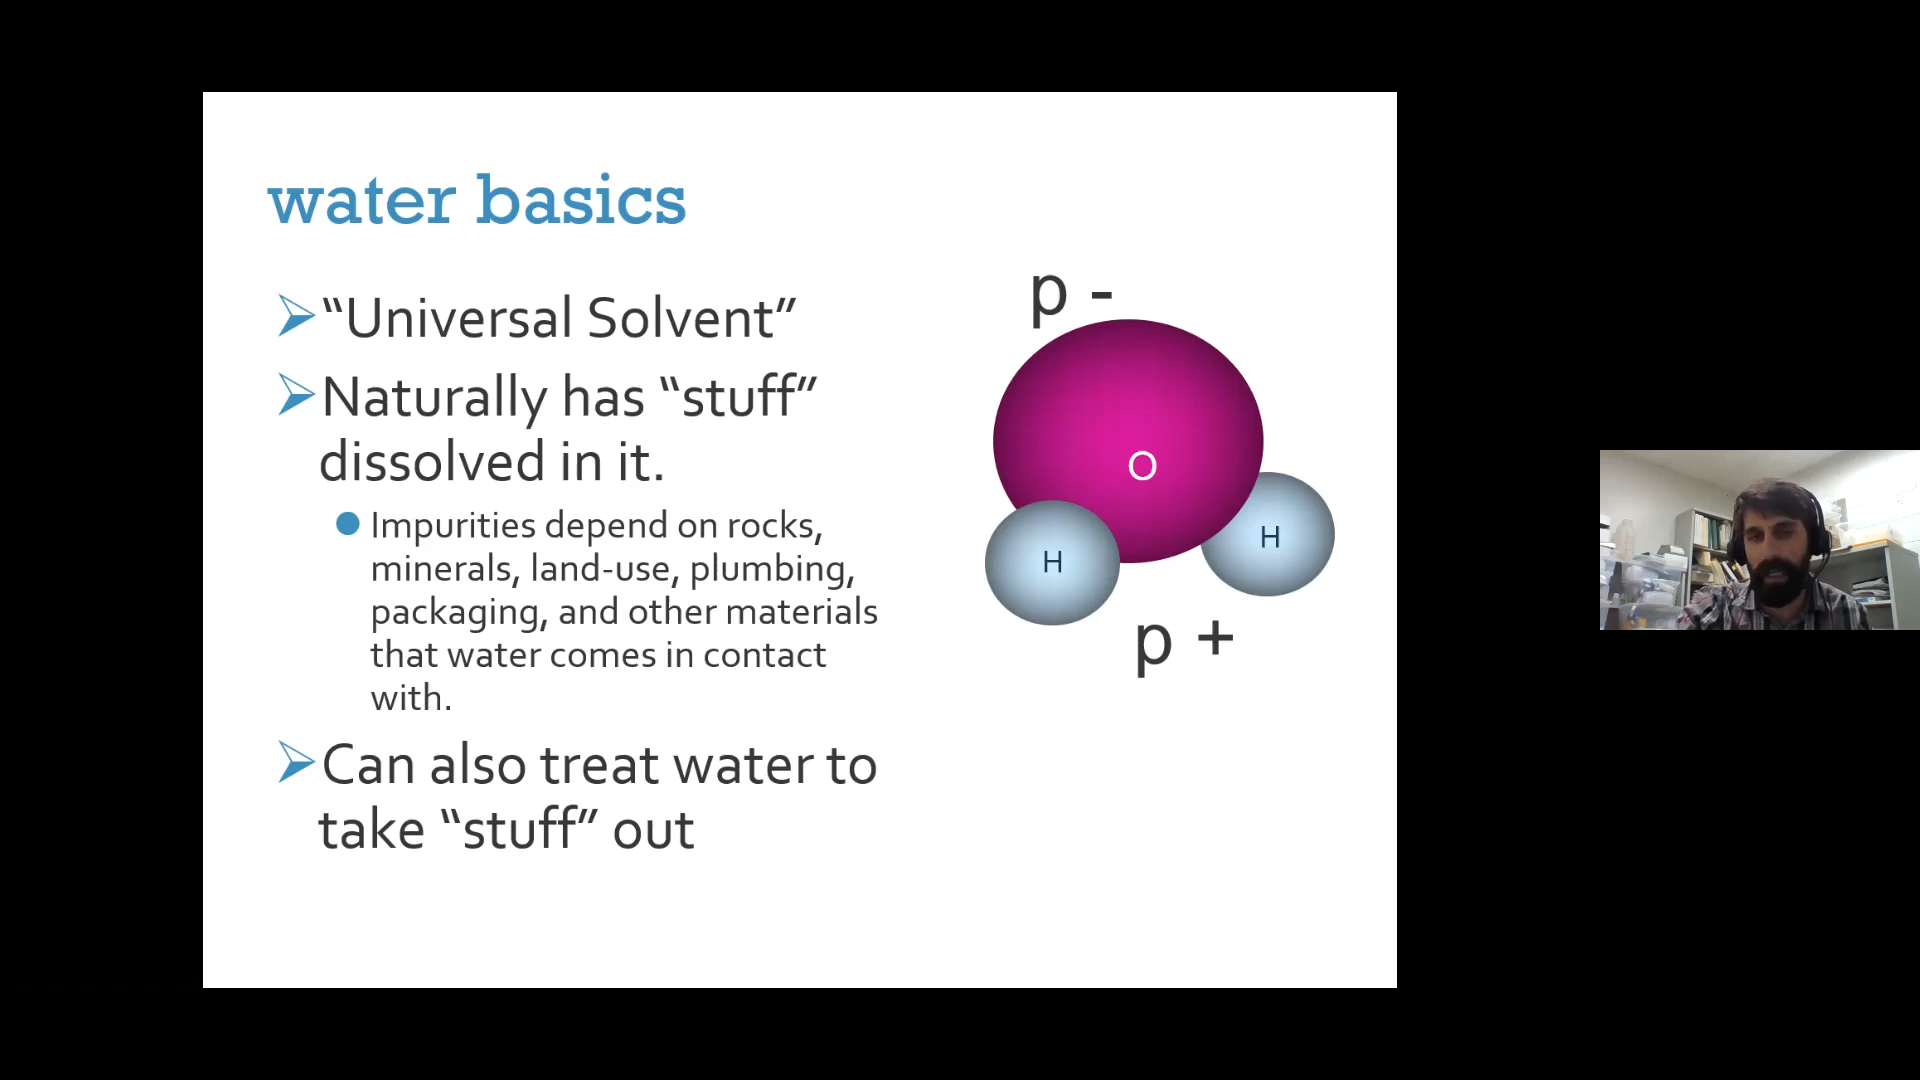 water basics
“Universal Solvent”
Naturally has “stuff”
dissolved in it.
Impurities depend on rocks,
minerals, land-use, plumbing,
packaging, and other materials
that water comes in contact
with.
Can also treat water to
take “stuff” out
p -
O
H
H
p +